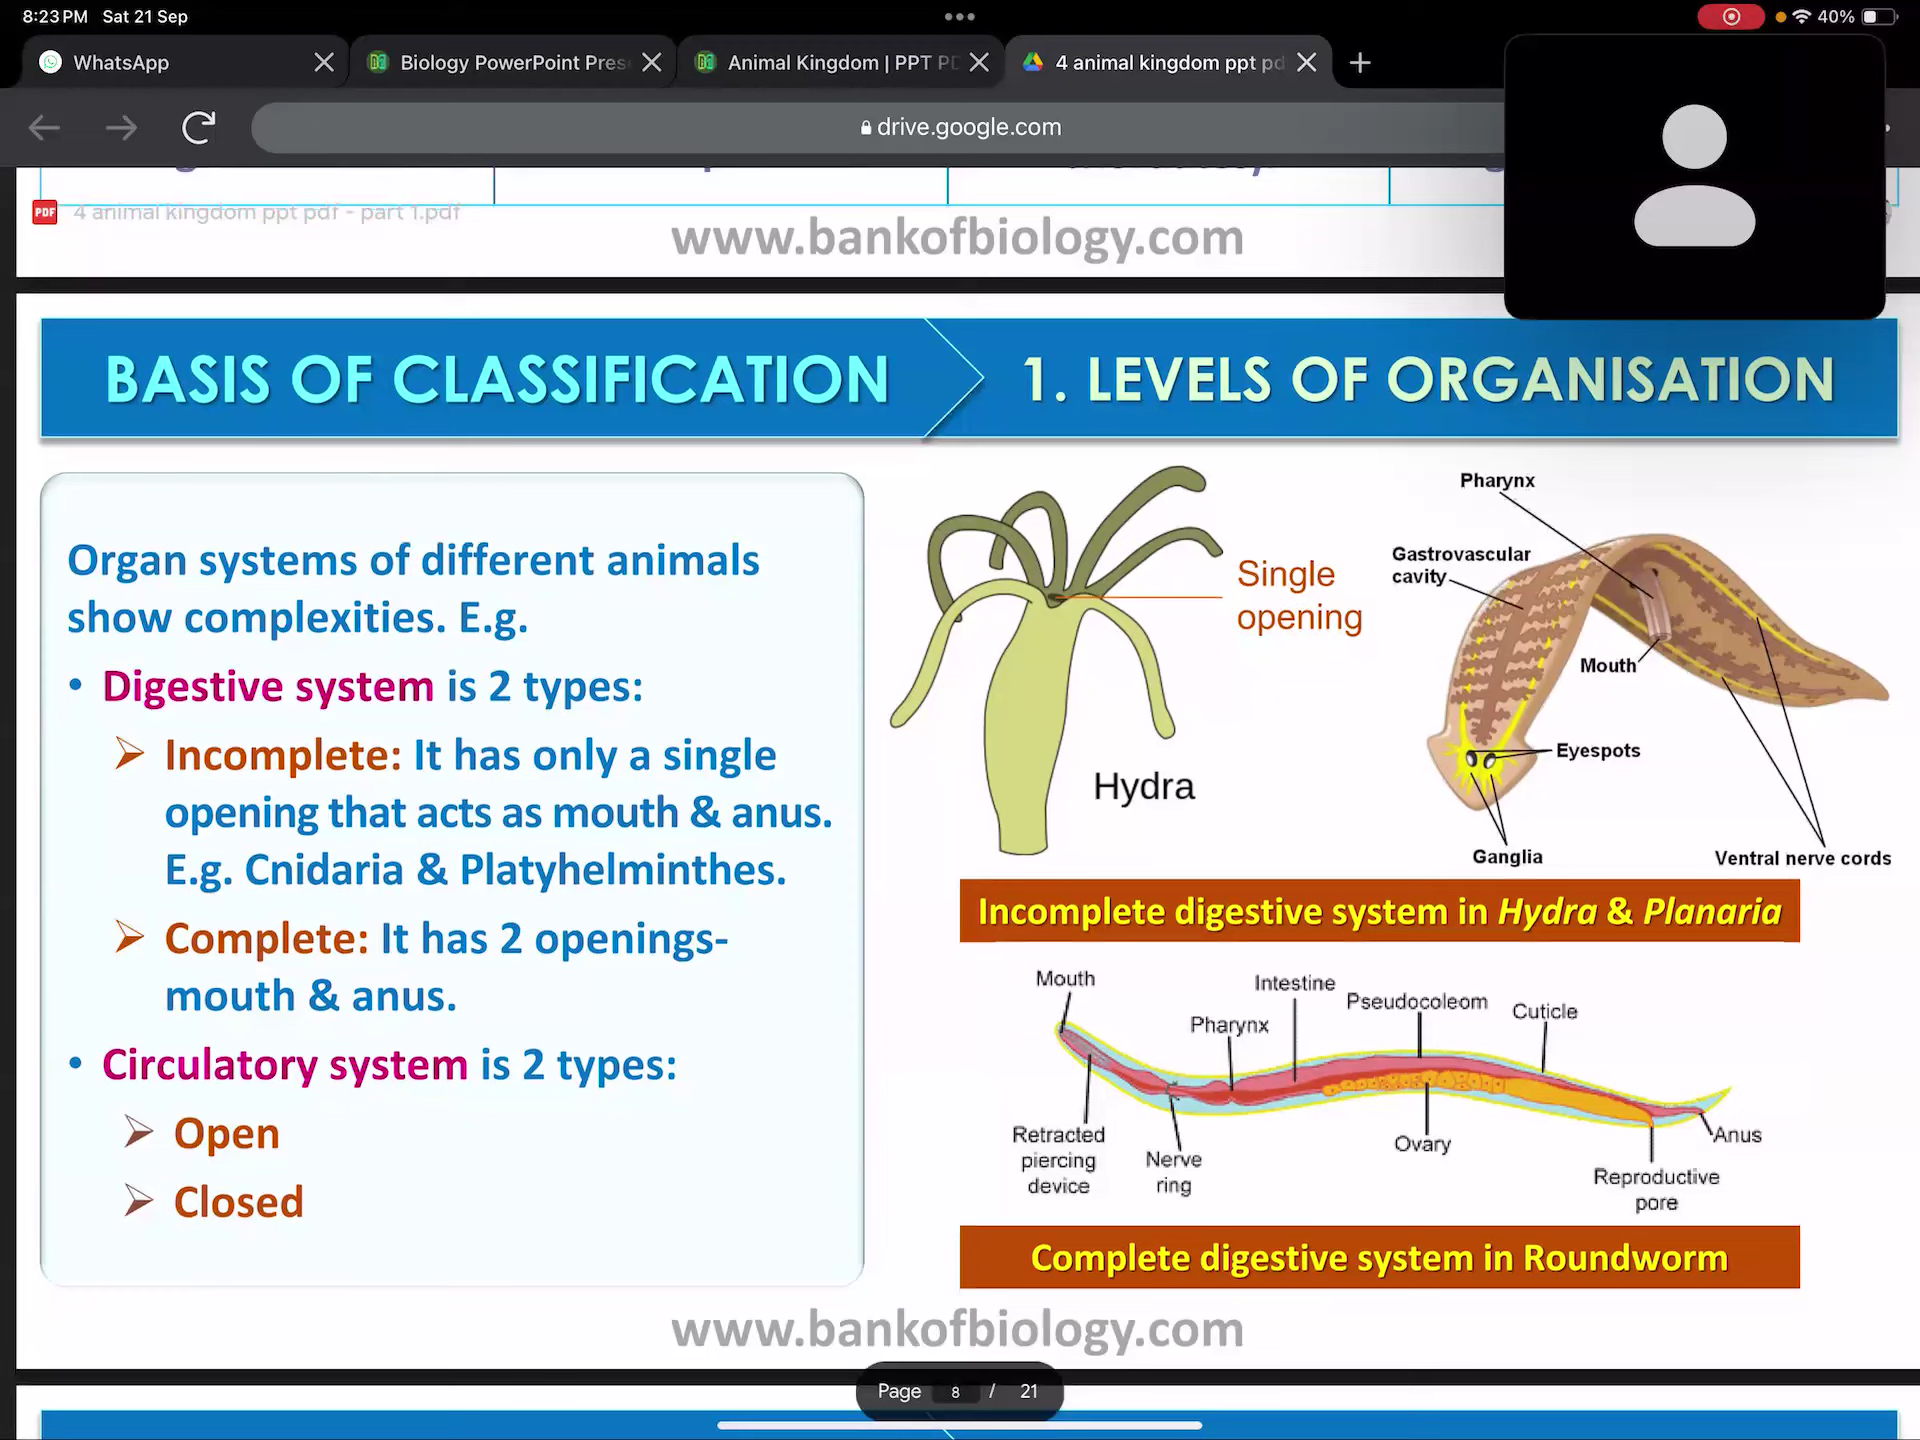 8:23 PM Sat 21 Sep
40%
WhatsApp
Biology PowerPoint Pres
Animal Kingdom | PPT PD
4 animal kingdom ppt pd
drive.google.com
PDF 4 animal kingdom ppt pdf - part 1.pdf
www.bankofbiology.com
BASIS OF CLASSIFICATION
1. LEVELS OF ORGANISATION
Organ systems of different animals
show complexities. E.g.
• Digestive system is 2 types:
➢ Incomplete: It has only a single
opening that acts as mouth & anus.
E.g. Cnidaria & Platyhelminthes.
➢ Complete: It has 2 openings-
mouth & anus.
• Circulatory system is 2 types:
➢ Open
➢ Closed
Single
opening
Hydra
Pharynx
Gastrovascular
cavity
Mouth
Eyespots
Ganglia
Ventral nerve cords
Incomplete digestive system in Hydra & Planaria
Mouth
Intestine
Pseudocoleom
Cuticle
Pharynx
Retracted
piercing
device
Nerve
ring
Ovary
Anus
Reproductive
pore
Complete digestive system in Roundworm
www.bankofbiology.com
Page 8 / 21